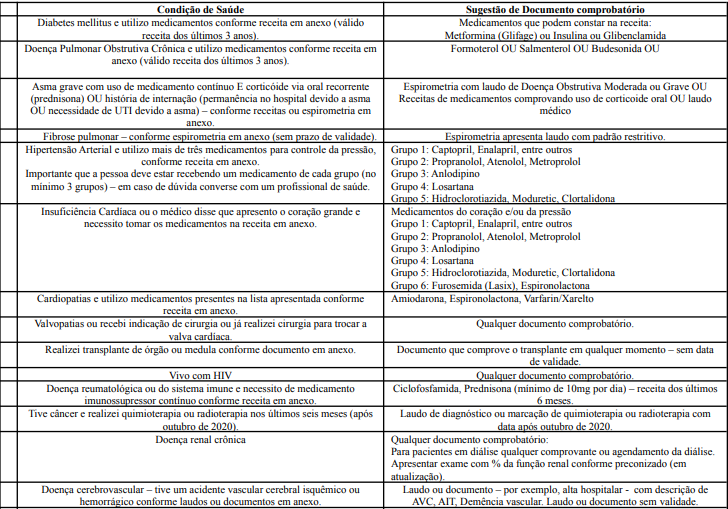 Condição de Saúde
Sugestão de Documento comprobatório
Diabetes mellitus e utilizo medicamentos conforme receita em anexo (válido
receita dos últimos 3 anos).
Medicamentos que podem constar na receita:
Metformina (Glifage) ou Insulina ou Glibenclamida
Doença Pulmonar Obstrutiva Crônica e utilizo medicamentos conforme receita em
anexo (válido receita dos últimos 3 anos).
Formoterol OU Salmenterol OU Budesonida OU
Asma grave com uso de medicamento contínuo E corticóide via oral recorrente
(prednisona) OU história de internação (permanência no hospital devido a asma
OU necessidade de UTI devido a asma) – conforme receitas ou espirometria em
anexo.
Espirometria com laudo de Doença Obstrutiva Moderada ou Grave OU
Receitas de medicamentos comprovando uso de corticoide oral OU laudo
médico
Fibrose pulmonar – conforme espirometria em anexo (sem prazo de validade).
Espirometria apresenta laudo com padrão restritivo.
Hipertensão Arterial e utilizo mais de três medicamentos para controle da pressão,
conforme receita em anexo.
Importante que a pessoa deve estar recebendo um medicamento de cada grupo (no
mínimo 3 grupos) – em caso de dúvida converse com um profissional de saúde.
Grupo 1: Captopril, Enalapril, entre outros
Grupo 2: Propranolol, Atenolol, Metroprolol
Grupo 3: Anlodipino
Grupo 4: Losartana
Grupo 5: Hidroclorotiazida, Moduretic, Clortalidona
Insuficiência Cardíaca ou o médico disse que apresento o coração grande e
necessito tomar os medicamentos na receita em anexo.
Medicamentos do coração e/ou da pressão
Grupo 1: Captopril, Enalapril, entre outros
Grupo 2: Propranolol, Atenolol, Metroprolol
Grupo 3: Anlodipino
Grupo 4: Losartana
Grupo 5: Hidroclorotiazida, Moduretic, Clortalidona
Grupo 6: Furosemida (Lasix), Espironolactona
Cardiopatias e utilizo medicamentos presentes na lista apresentada conforme
receita em anexo.
Amiodarona, Espironolactona, Varfarin/Xarelto
Valvopatias ou recebi indicação de cirurgia ou já realizei cirurgia para trocar a
valva cardíaca.
Qualquer documento comprobatório.
Realizei transplante de órgão ou medula conforme documento em anexo.
Documento que comprove o transplante em qualquer momento – sem data
de validade.
Vivo com HIV
Qualquer documento comprobatório.
Doença reumatológica ou do sistema imune e necessito de medicamento
imunossupressor contínuo conforme receita em anexo.
Ciclofosfamida, Prednisona (mínimo de 10mg por dia) – receita dos últimos
6 meses.
Tive câncer e realizei quimioterapia ou radioterapia nos últimos seis meses (após
outubro de 2020).
Laudo de diagnóstico ou marcação de quimioterapia ou radioterapia com
data após outubro de 2020.
Doença renal crônica
Qualquer documento comprobatório:
Para pacientes em diálise qualquer comprovante ou agendamento da diálise.
Apresentar exame com % da função renal conforme preconizado (em
atualização).
Doença cerebrovascular – tive um acidente vascular cerebral isquêmico ou
hemorrágico conforme laudos ou documentos em anexo.
Laudo ou documento – por exemplo, alta hospitalar - com descrição de
AVC, AIT, Demência vascular. Laudo ou documento sem validade.